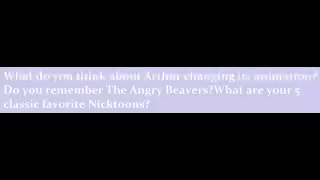 What do you think about Arthur changing its animation?
Do you remember The Angry Beavers?What are your 5
classic favorite Nicktoons?